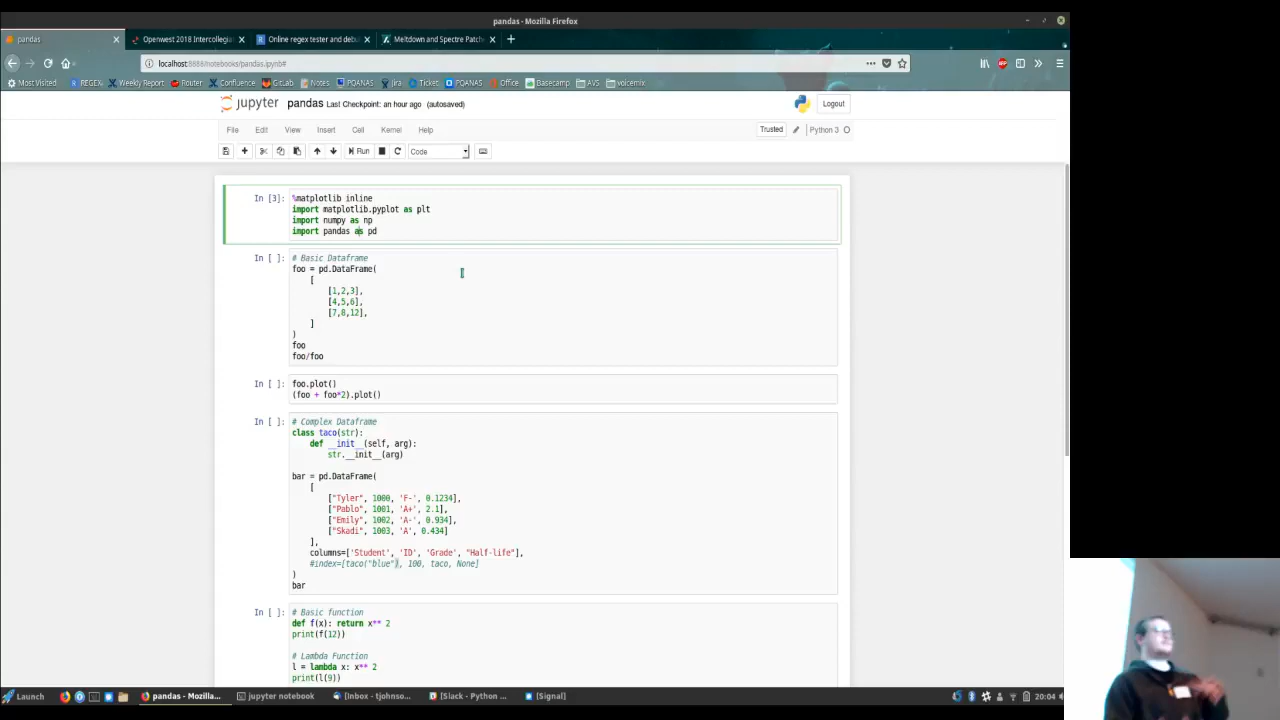 pandas - Mozilla Firefox
pandas
Openwest 2018 Intercollegia
Online regex tester and debu
Meltdown and Spectre Patche
localhost:8888/notebooks/pandas.ipynb#
Most Visited
REGEX
Weekly Report
Router
Confluence
GitLab
Notes
PQANAS
Jira
Ticket
PQANAS
Office
Basecamp
AVS
voicemix
jupyter pandas Last Checkpoint: an hour ago (autosaved)
Logout
File Edit View Insert Cell Kernel Help
Trusted
Python 3
Run
Code
In [3]:
%matplotlib inline
import matplotlib.pyplot as plt
import numpy as np
import pandas as pd
In [ ]:
# Basic Dataframe
foo = pd.DataFrame(
[
[1,2,3],
[4,5,6],
[7,8,12],
]
)
foo
foo/foo
In [ ]:
foo.plot()
(foo + foo*2).plot()
In [ ]:
# Complex Dataframe
class taco(str):
def __init__(self, arg):
str.__init__(arg)
bar = pd.DataFrame(
[
["Tyler", 1000, 'F-', 0.1234],
["Pablo", 1001, 'A+', 2.1],
["Emily", 1002, 'A-', 0.934],
["Skadi", 1003, 'A', 0.434]
],
columns=['Student', 'ID', 'Grade', "Half-life"],
#index=[taco("blue"), 100, taco, None]
)
bar
In [ ]:
# Basic function
def f(x): return x** 2
print(f(12))
# Lambda Function
l = lambda x: x** 2
print(l(9))
Launch
pandas - Mozilla...
jupyter notebook
[Inbox - tjohnso...
[Slack - Python ...
[Signal]
20:04